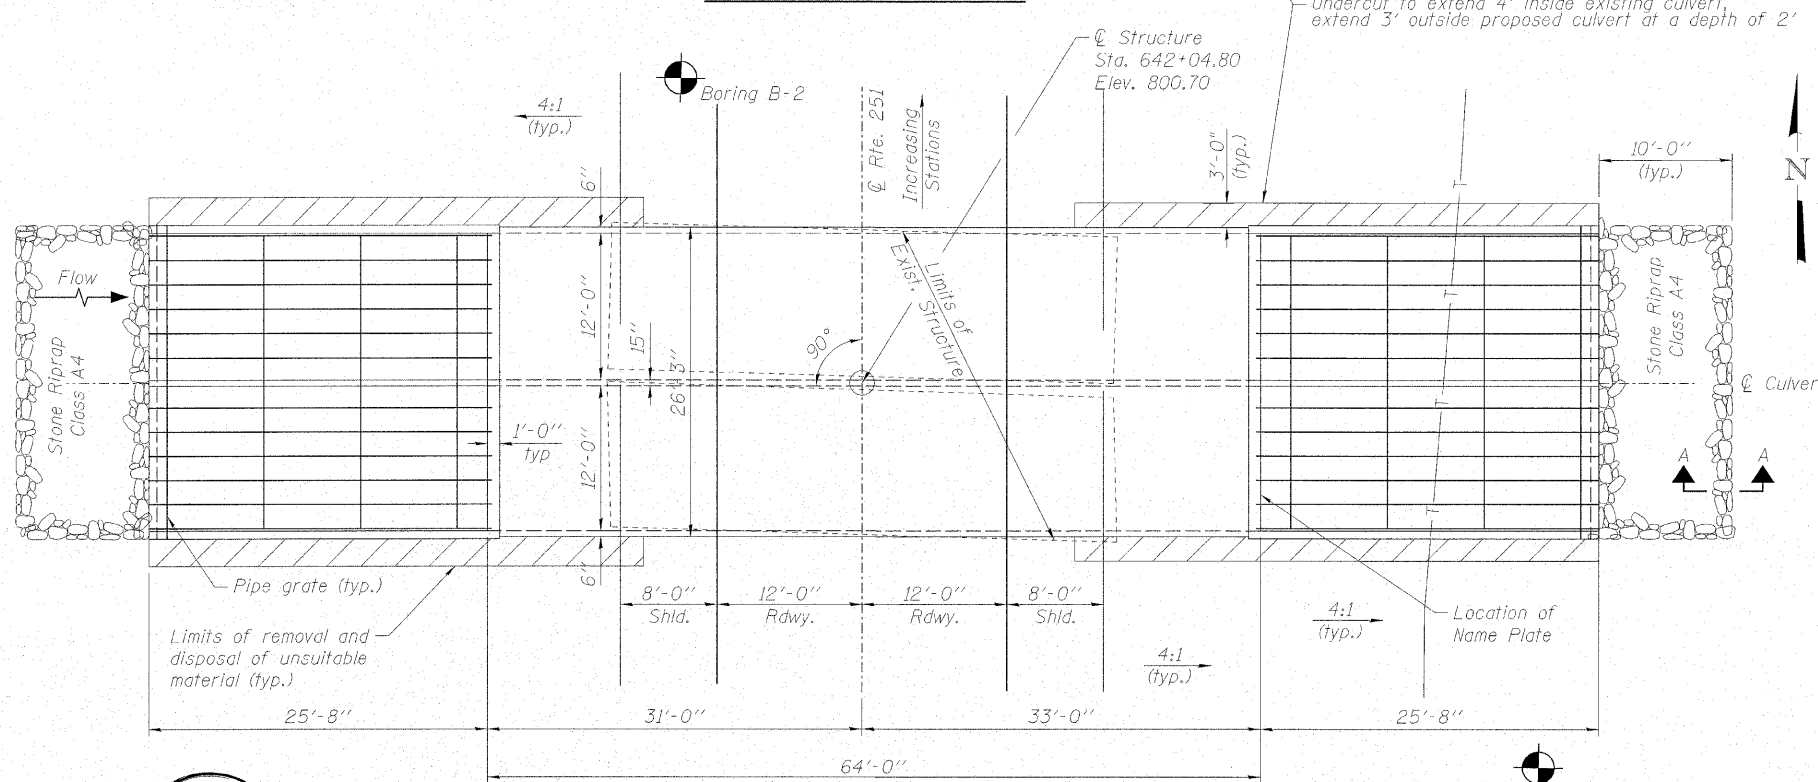 Undercut to extend 4' inside existing culvert,
extend 3' outside proposed culvert at a depth of 2'
℄ Structure
Sta. 642+04.80
Elev. 800.70
Boring B-2
4:1
(typ.)
℄ Rte. 251
Increasing
Stations
3'-0"
(typ.)
10'-0"
(typ.)
N
6"
Flow
Stone Riprap
Class A4
12'-0"
15"
26'-3"
90°
Limits of
Exist. Structure
T
T
T
T
Stone Riprap
Class A4
℄ Culver
1'-0"
typ
12'-0"
A A
6"
Pipe grate (typ.)
8'-0"
Shld.
12'-0"
Rdwy.
12'-0"
Rdwy.
8'-0"
Shld.
4:1
(typ.)
Location of
Name Plate
Limits of removal and
disposal of unsuitable
material (typ.)
4:1
(typ.)
25'-8"
31'-0"
33'-0"
25'-8"
64'-0"